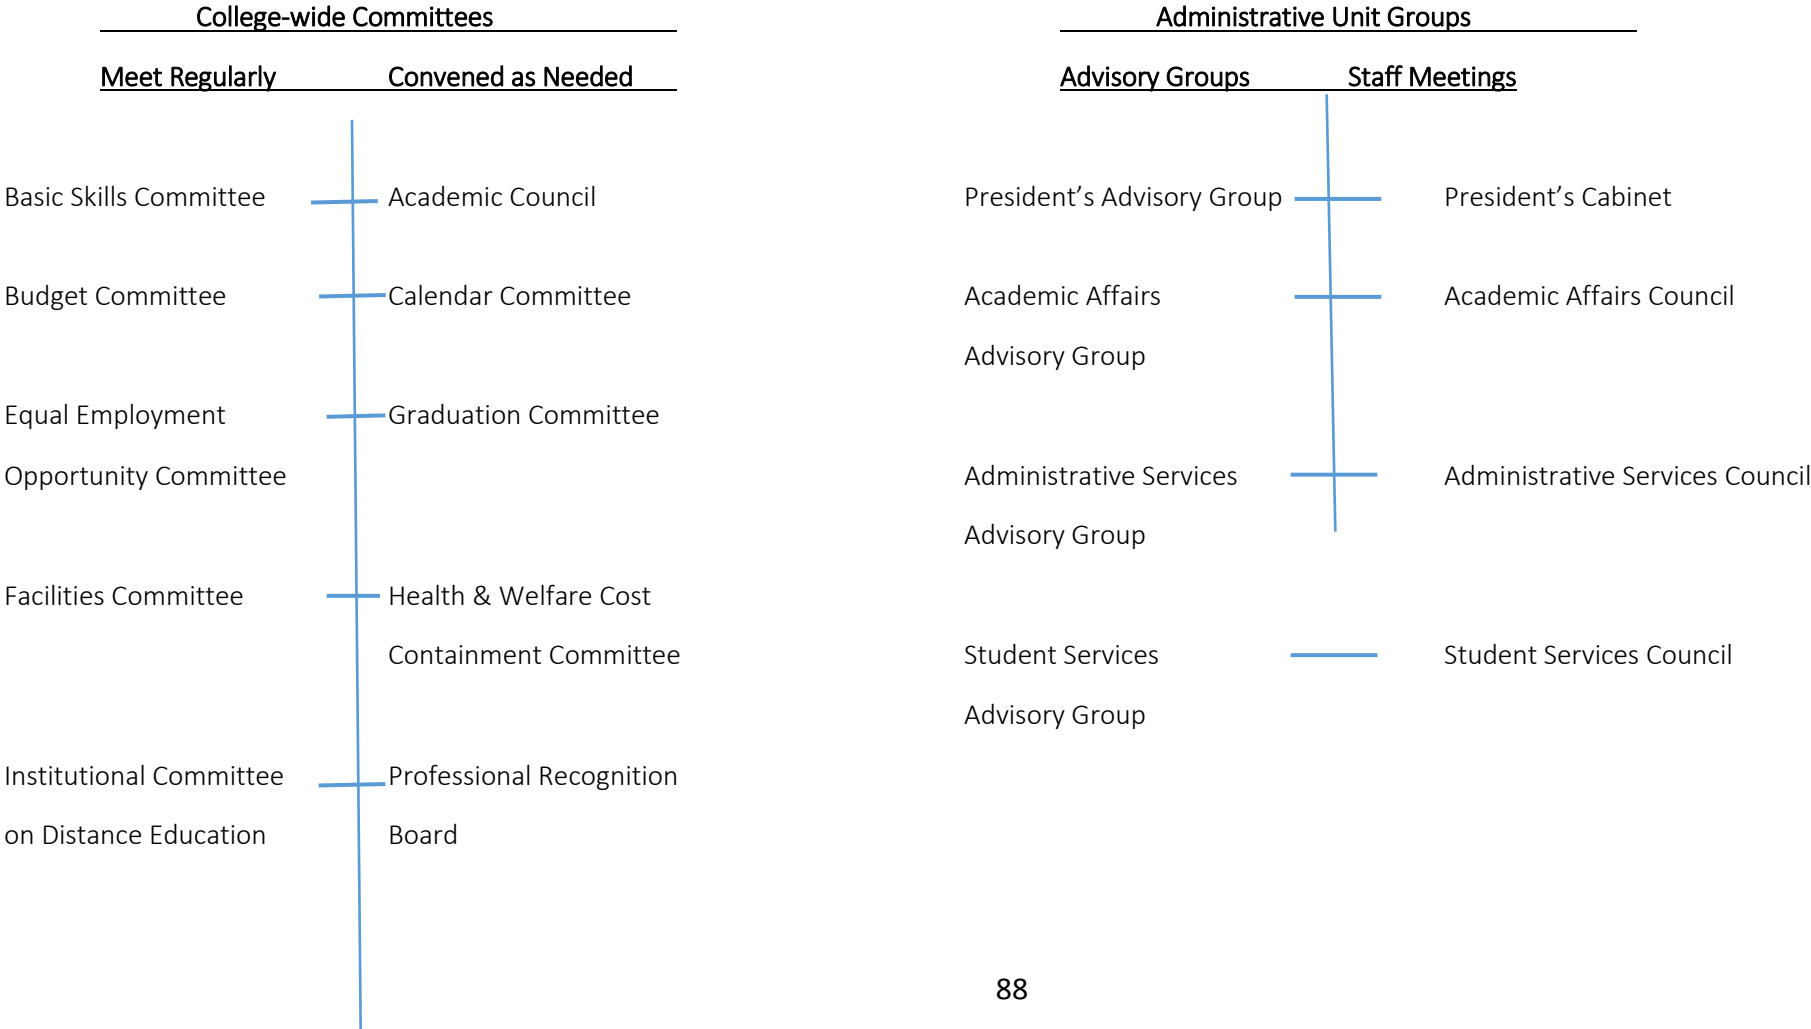 College-wide Committees
Meet Regularly Convened as Needed
Basic Skills Committee Academic Council
Budget Committee Calendar Committee
Equal Employment Graduation Committee
Opportunity Committee
Facilities Committee Health & Welfare Cost
Containment Committee
Institutional Committee Professional Recognition
on Distance Education Board
Administrative Unit Groups
Advisory Groups Staff Meetings
President’s Advisory Group President’s Cabinet
Academic Affairs Academic Affairs Council
Advisory Group
Administrative Services Administrative Services Council
Advisory Group
Student Services Student Services Council
Advisory Group
88